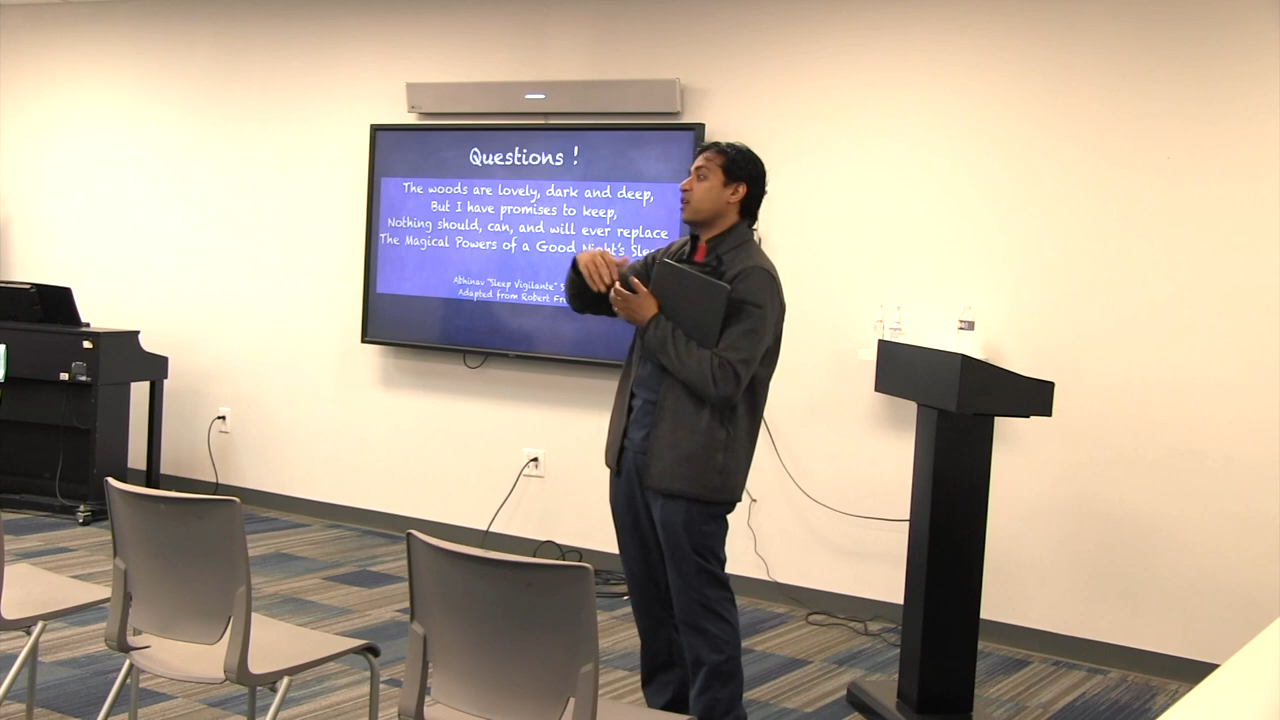 Questions !
The woods are lovely, dark and deep,
But I have promises to keep,
Nothing should, can, and will ever replace
The Magical Powers of a Good Night's
Abhinav "Sleep Vigilante"
Adapted from Robert